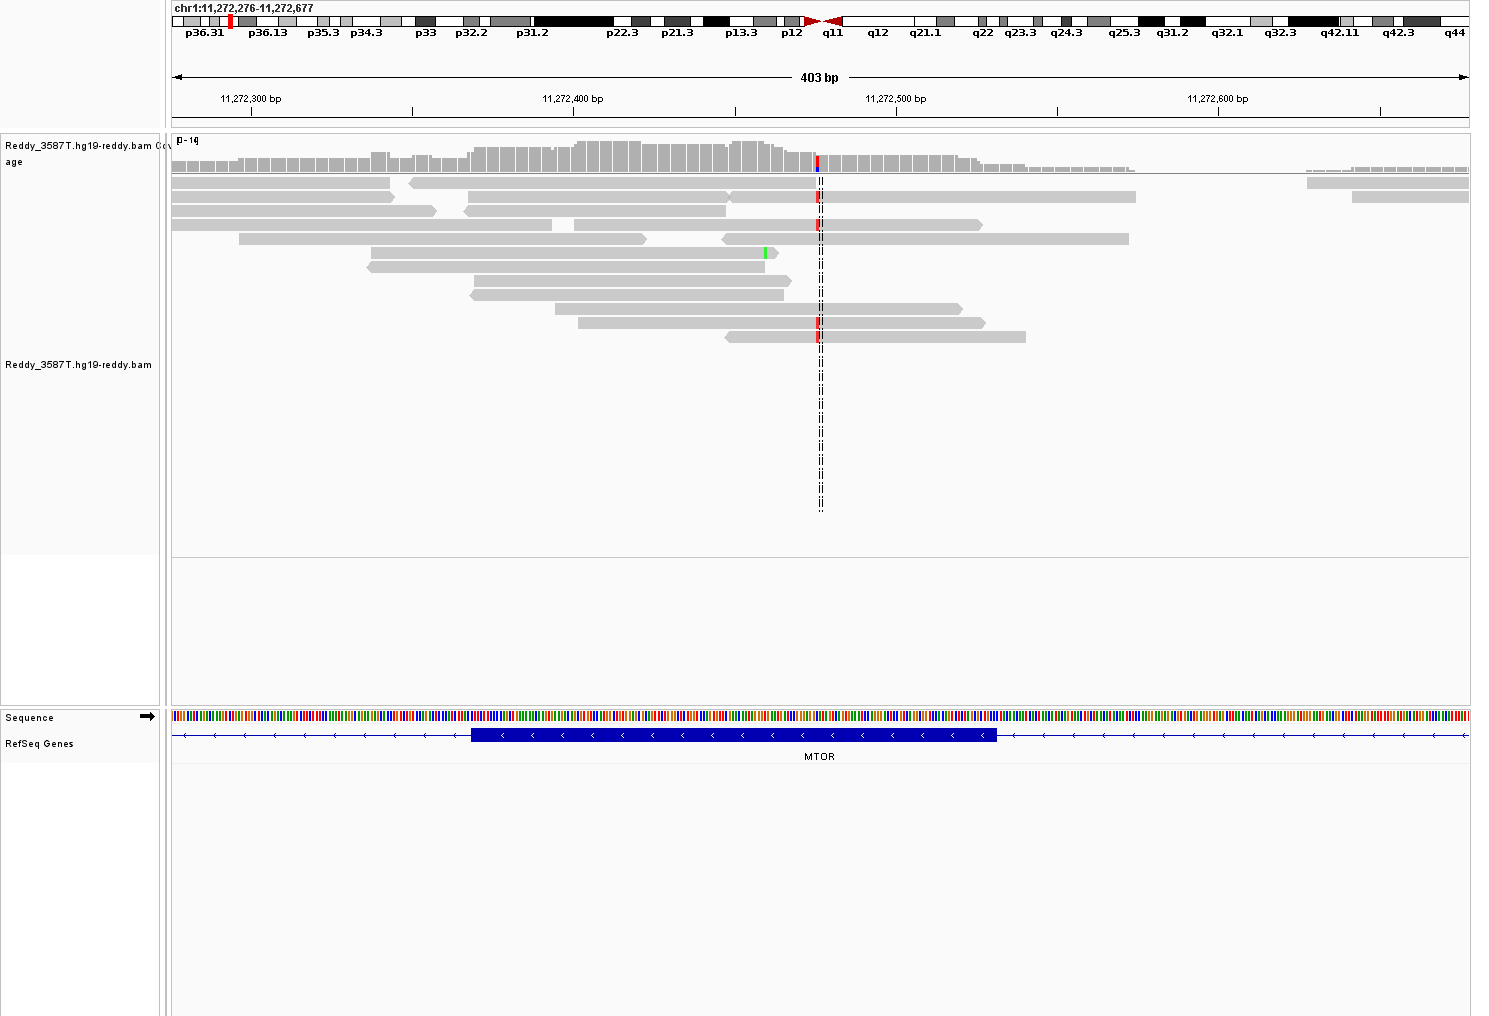 chr1:11,272,276-11,272,677
p36.31 p36.13 p35.3 p34.3 p33 p32.2 p31.2 p22.3 p21.3 p13.3 p12 q11 q12 q21.1 q22 q23.3 q24.3 q25.3 q31.2 q32.1 q32.3 q42.11 q42.3 q44
403 bp
11,272,300 bp 11,272,400 bp 11,272,500 bp 11,272,600 bp
Reddy_3587T.hg19-reddy.bam Cov
age
Reddy_3587T.hg19-reddy.bam
Sequence
RefSeq Genes
MTOR